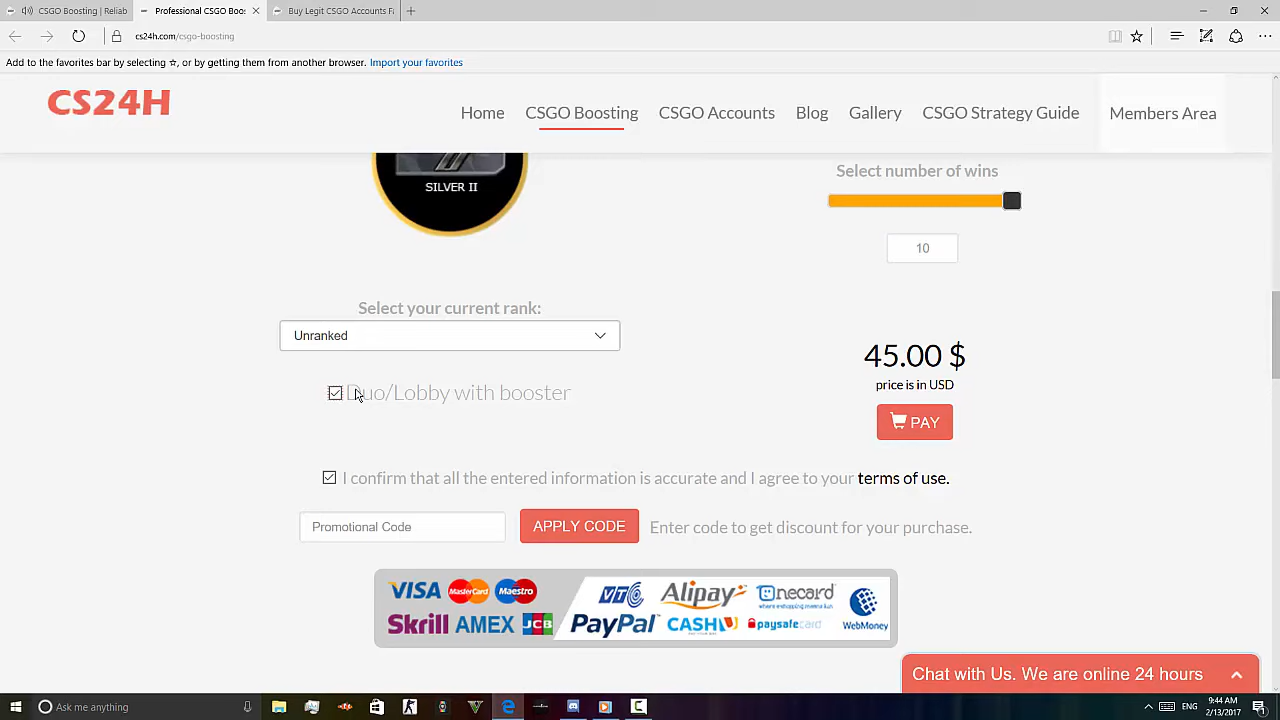 CSGO Boosting | Reliab
Professional CSGO Boos
Buy Legit CSGO Accounts Fo
cs24h.com/csgo-boosting
Add to the favorites bar by selecting ☆, or by getting them from another browser. Import your favorites
CS24H
Home
CSGO Boosting
CSGO Accounts
Blog
Gallery
CSGO Strategy Guide
Members Area
SILVER II
Select number of wins
10
Select your current rank:
Unranked
Duo/Lobby with booster
45.00 $
price is in USD
PAY
I confirm that all the entered information is accurate and I agree to your terms of use.
Promotional Code
APPLY CODE
Enter code to get discount for your purchase.
VISA MasterCard Maestro VTC Alipay onecard
Skrill AMEX JCB PayPal CASHU paysafecard WebMoney
Chat with Us. We are online 24 hours
Ask me anything
ENG
9:44 AM
2/13/2017